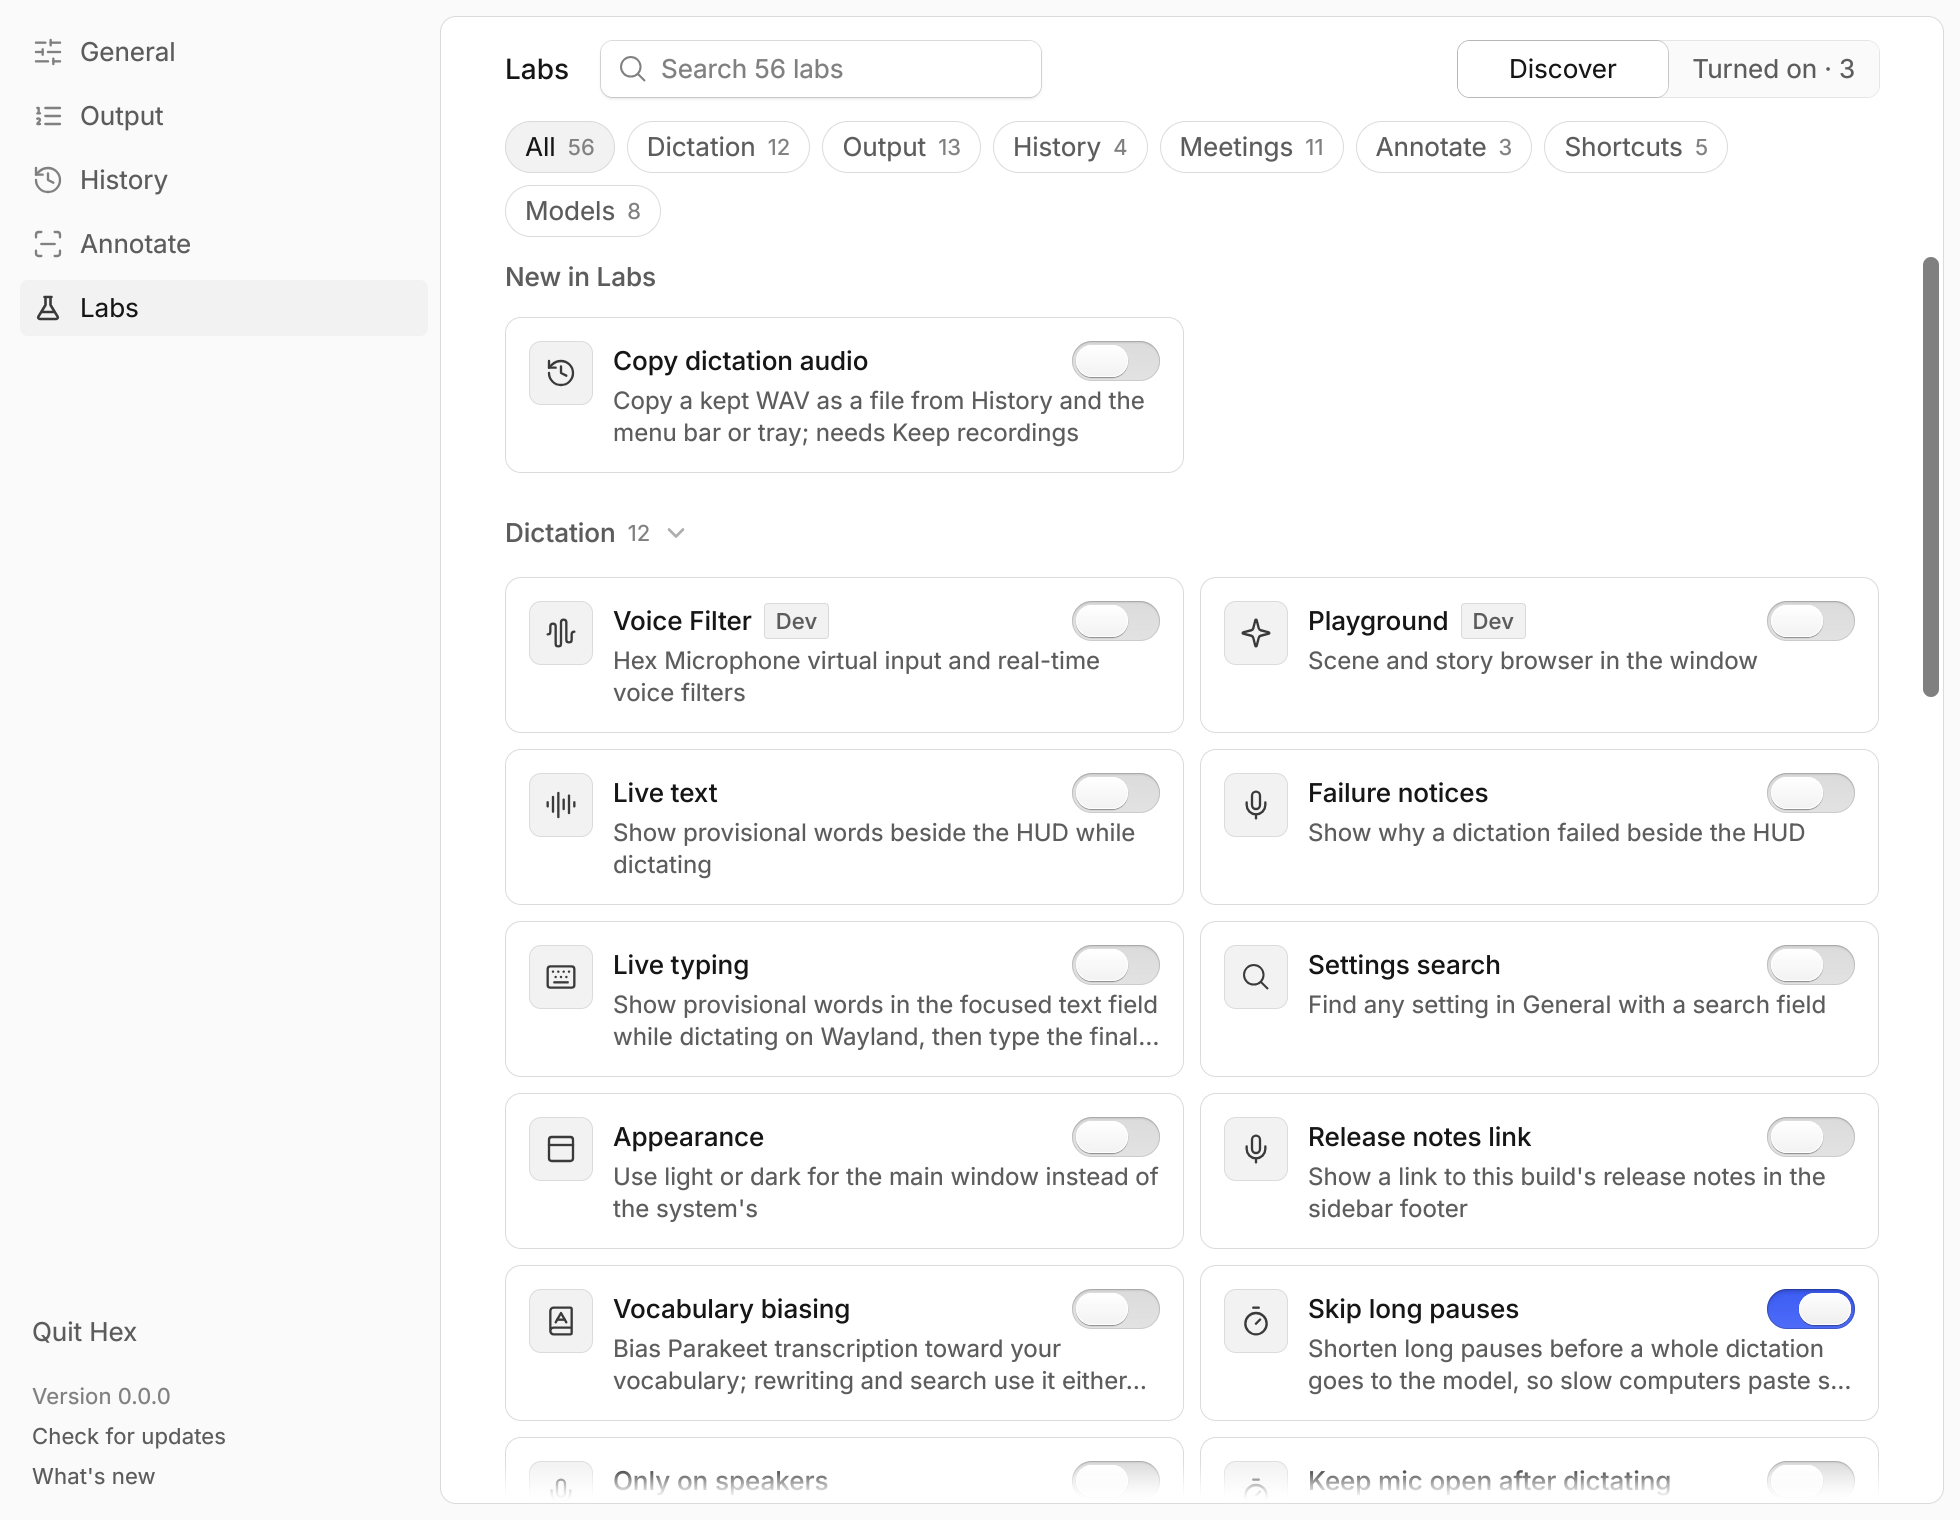 General
Output
History
Annotate
Labs
Quit Hex
Version 0.0.0
Check for updates
What's new
Labs
Search 56 labs
Discover
Turned on · 3
All 56
Dictation 12
Output 13
History 4
Meetings 11
Annotate 3
Shortcuts 5
Models 8
New in Labs
Copy dictation audio
Copy a kept WAV as a file from History and the
menu bar or tray; needs Keep recordings
Dictation 12
Voice Filter Dev
Hex Microphone virtual input and real-time
voice filters
Playground Dev
Scene and story browser in the window
Live text
Show provisional words beside the HUD while
dictating
Failure notices
Show why a dictation failed beside the HUD
Live typing
Show provisional words in the focused text field
while dictating on Wayland, then type the final...
Settings search
Find any setting in General with a search field
Appearance
Use light or dark for the main window instead of
the system's
Release notes link
Show a link to this build's release notes in the
sidebar footer
Vocabulary biasing
Bias Parakeet transcription toward your
vocabulary; rewriting and search use it either...
Skip long pauses
Shorten long pauses before a whole dictation
goes to the model, so slow computers paste s...
Only on speakers
Keep mic open after dictating